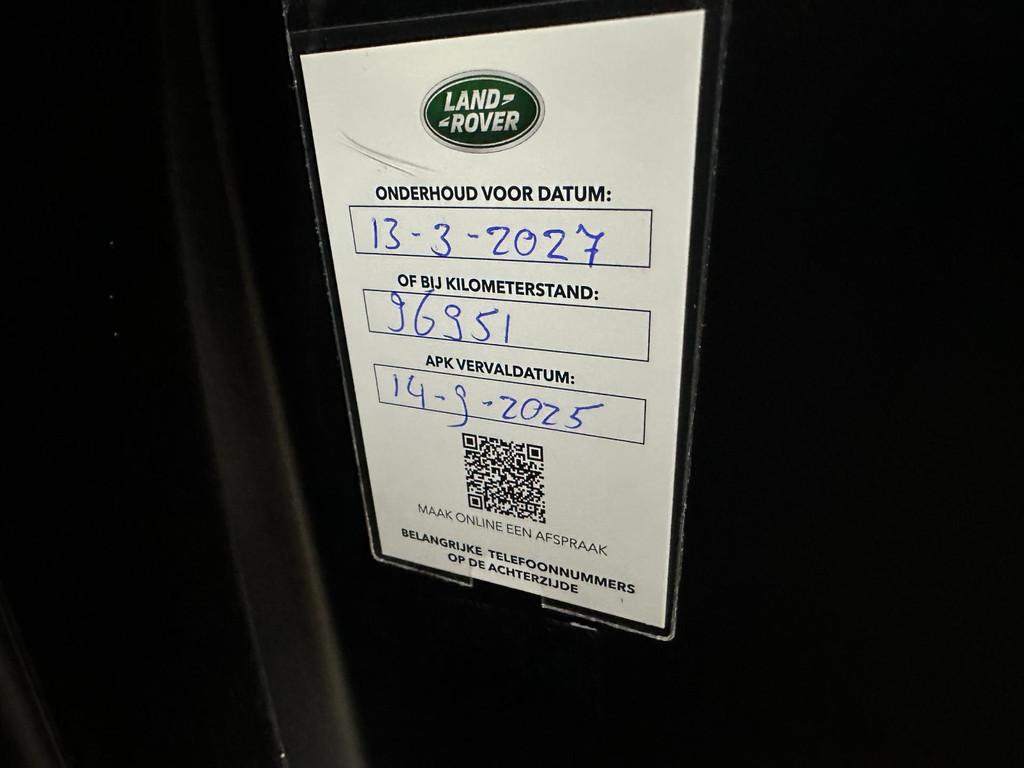 LAND
ROVER
ONDERHOUD VOOR DATUM:
13-3-2027
OF BIJ KILOMETERSTAND:
96951
APK VERVALDATUM:
14-9-2025
MAAK ONLINE EEN AFSPRAAK
BELANGRIJKE TELEFOONNUMMERS
OP DE ACHTERZIJDE